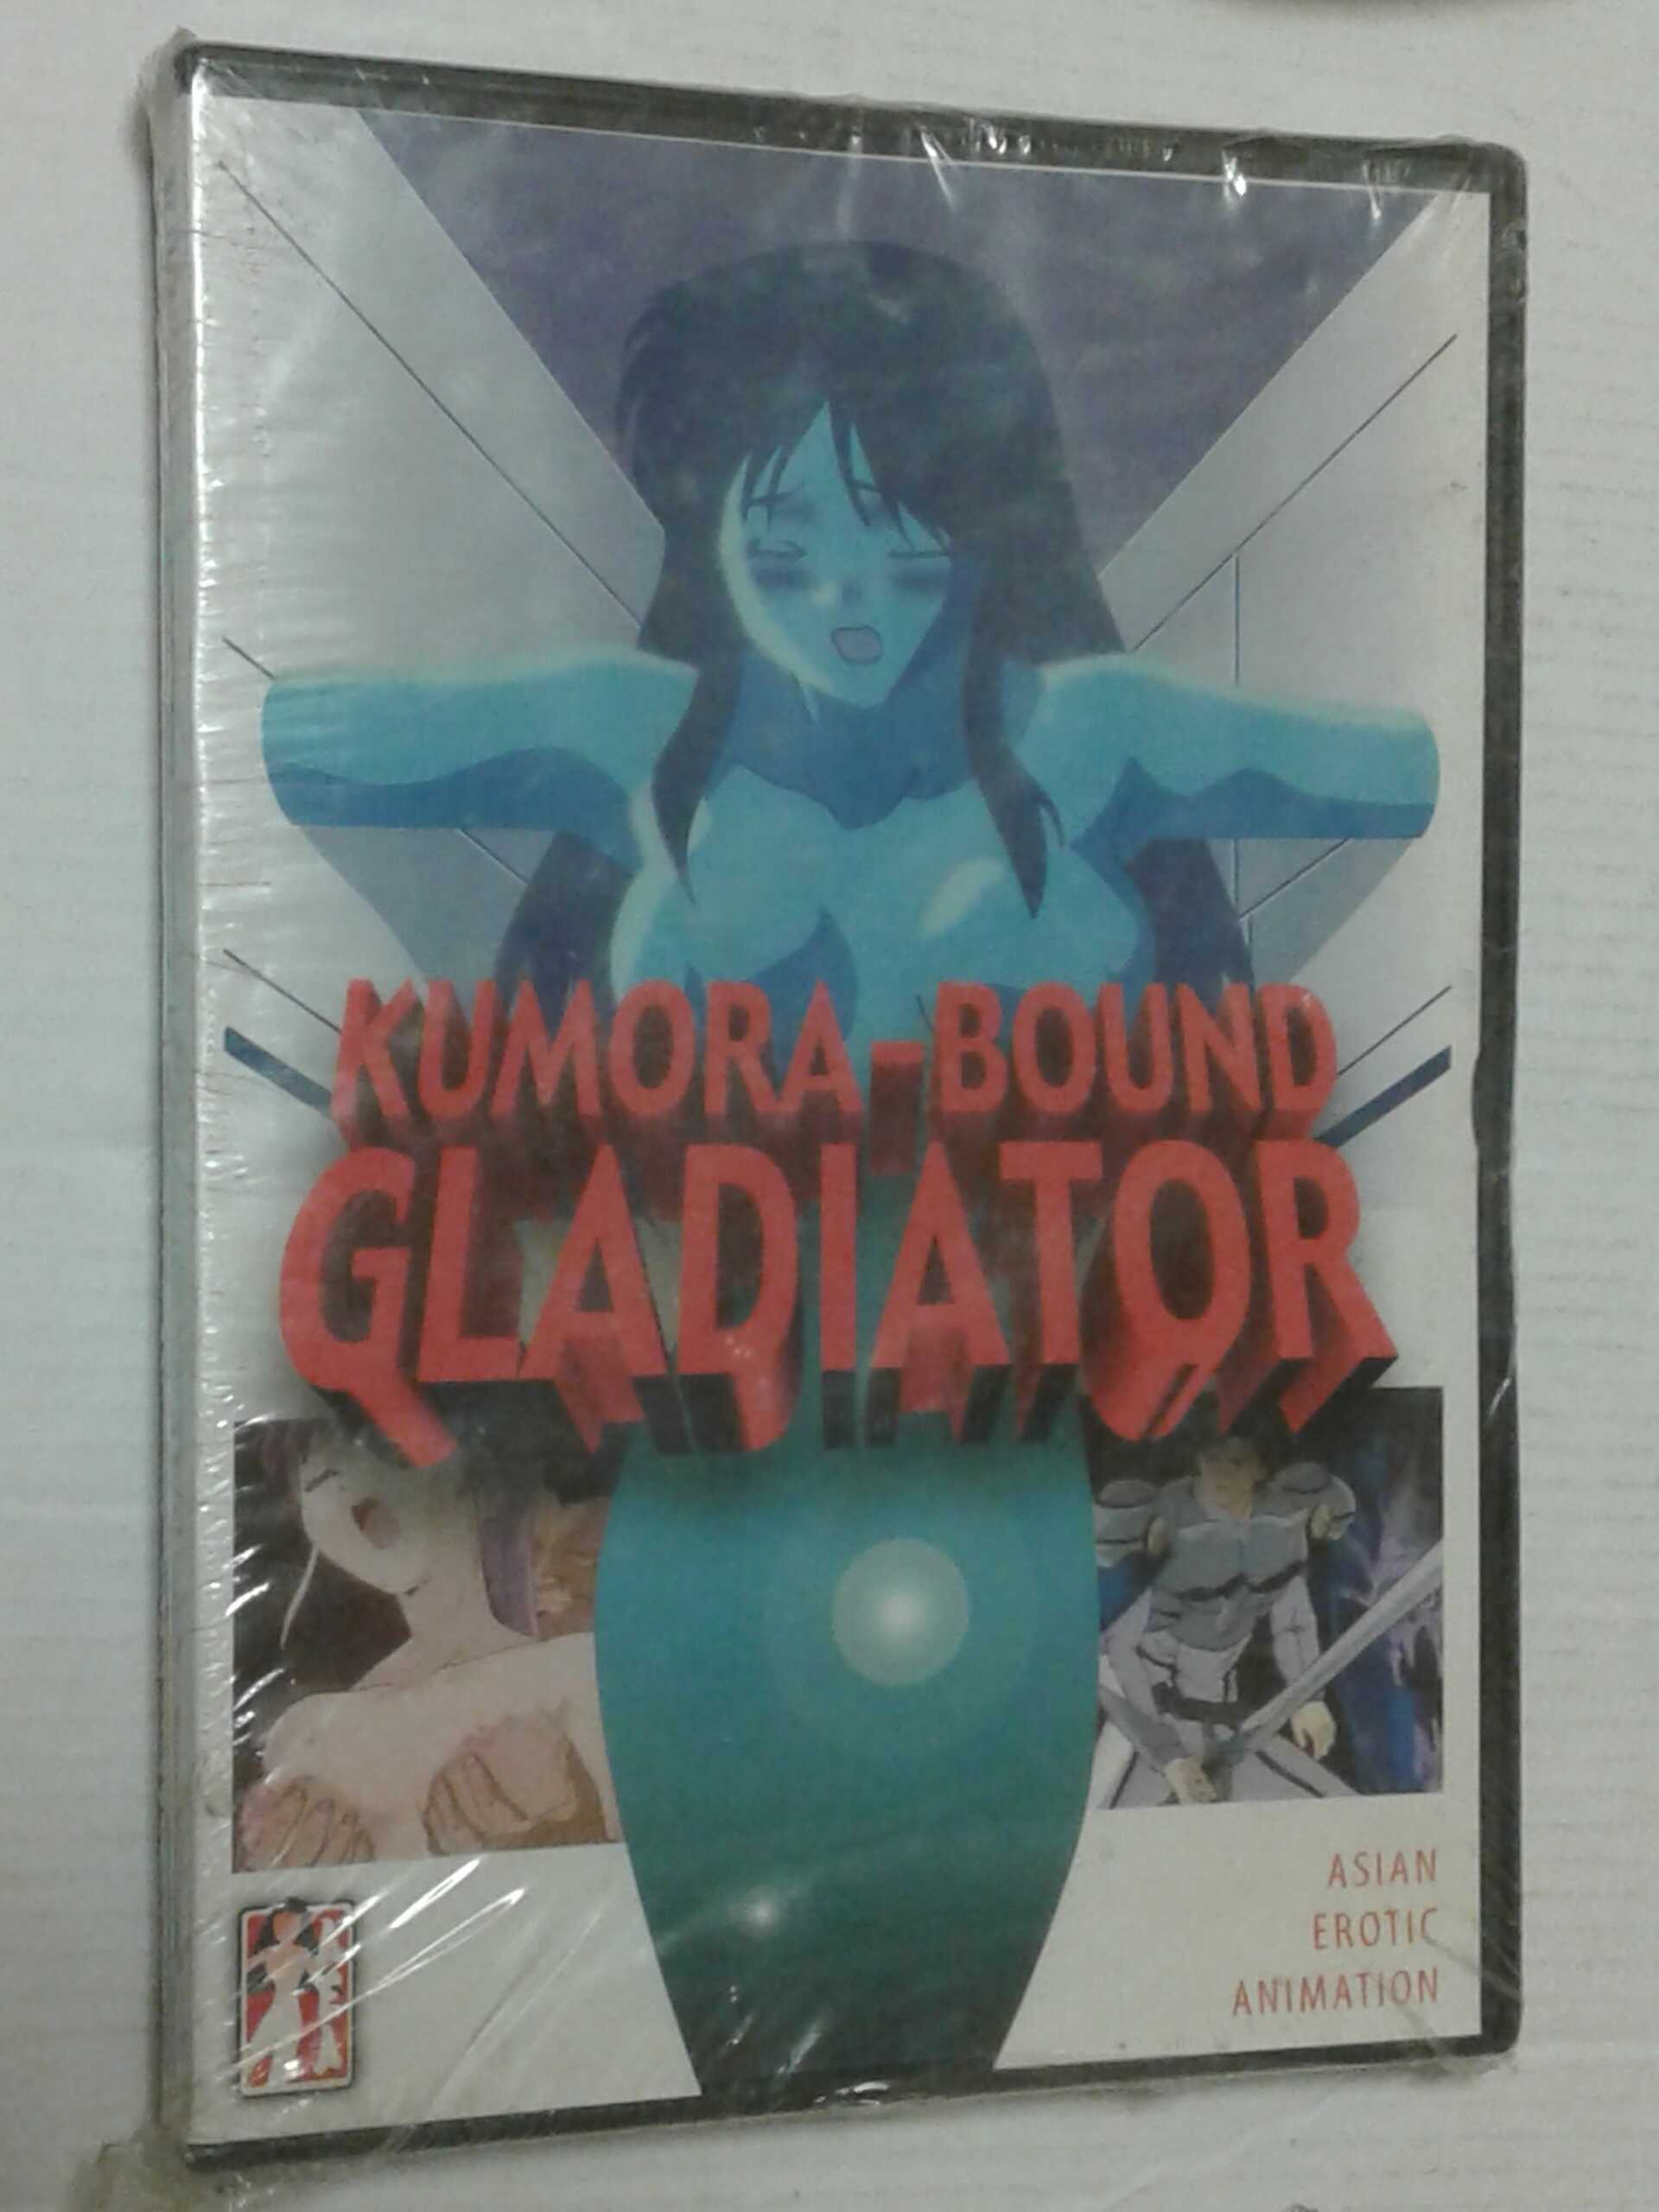 KUMORA-BOUND
GLADIATOR
ASIAN
EROTIC
ANIMATION